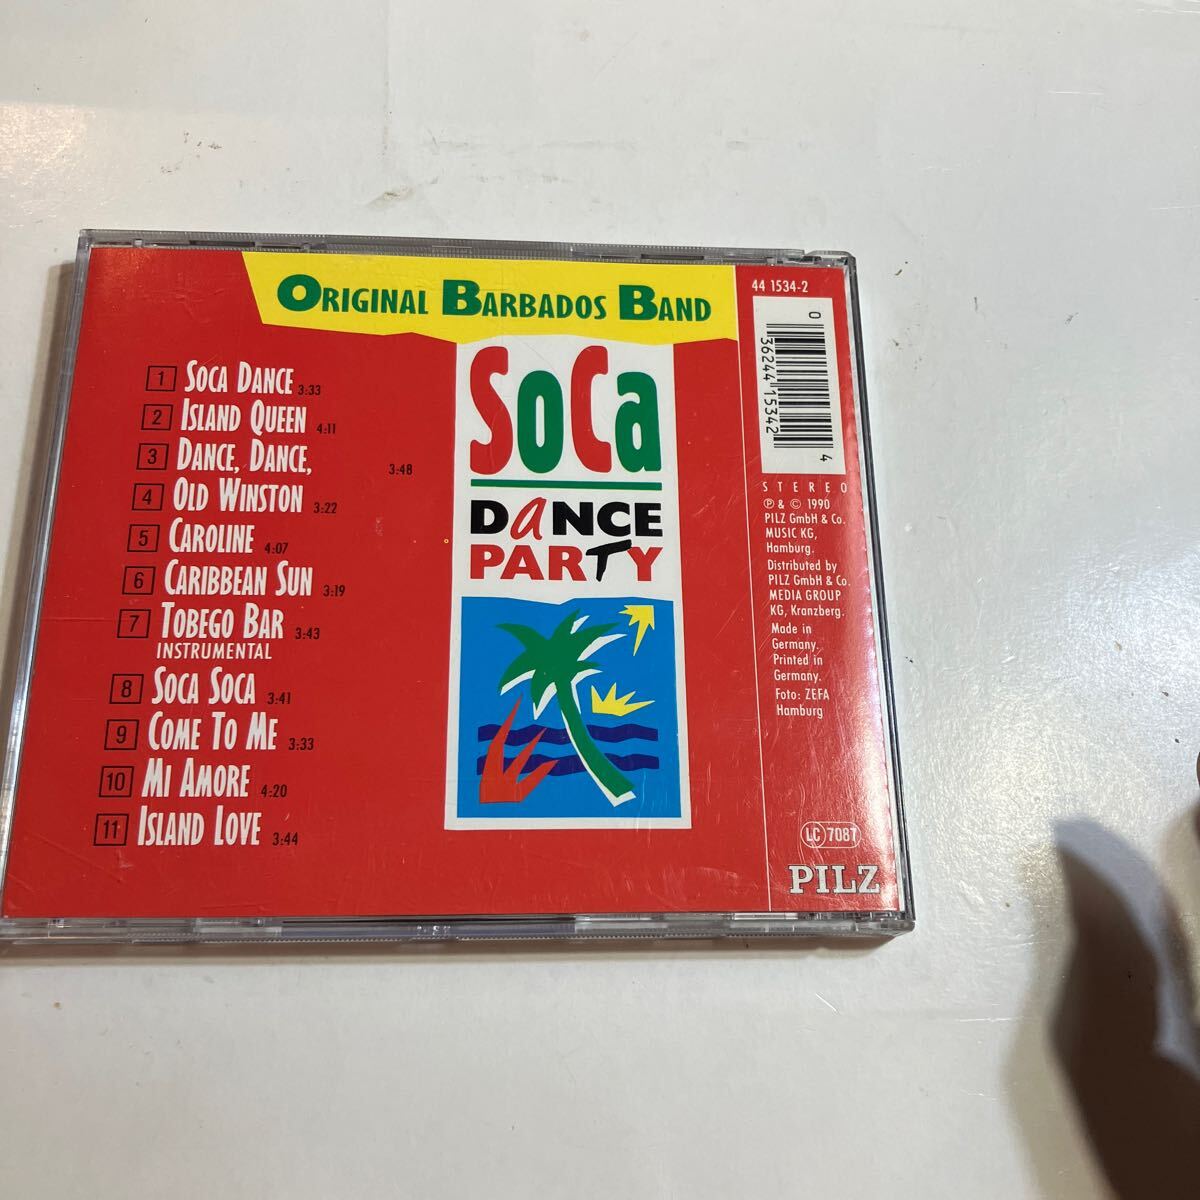 ORIGINAL BARBADOS BAND
1 SOCA DANCE 3:33
2 ISLAND QUEEN 4:11
3 DANCE, DANCE, 3:48
4 OLD WINSTON 3:22
5 CAROLINE 4:07
6 CARIBBEAN SUN 3:19
7 TOBEGO BAR 3:43
INSTRUMENTAL
8 SOCA SOCA 3:41
9 COME TO ME 3:33
10 MI AMORE 4:20
11 ISLAND LOVE 3:44
SoCa
DaNCE
PARTY
44 1534-2
0 36244 15342 4
STEREO
℗ & © 1990
PILZ GmbH & Co.
MUSIC KG,
Hamburg.
Distributed by
PILZ GmbH & Co.
MEDIA GROUP
KG, Kranzberg.
Made in
Germany.
Printed in
Germany.
Foto: ZEFA
Hamburg
LC 7087
PILZ